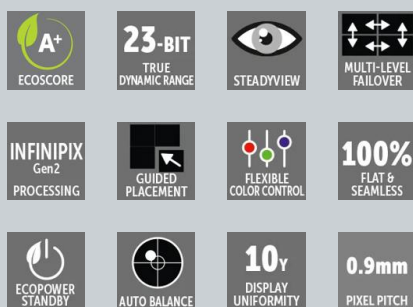 A+
ECOSCORE
23-BIT
TRUE
DYNAMIC RANGE
STEADYVIEW
MULTI-LEVEL
FAILOVER
INFINIPIX
Gen2
PROCESSING
GUIDED
PLACEMENT
FLEXIBLE
COLOR CONTROL
100%
FLAT &
SEAMLESS
ECOPOWER
STANDBY
AUTO BALANCE
10Y
DISPLAY
UNIFORMITY
0.9mm
PIXEL PITCH